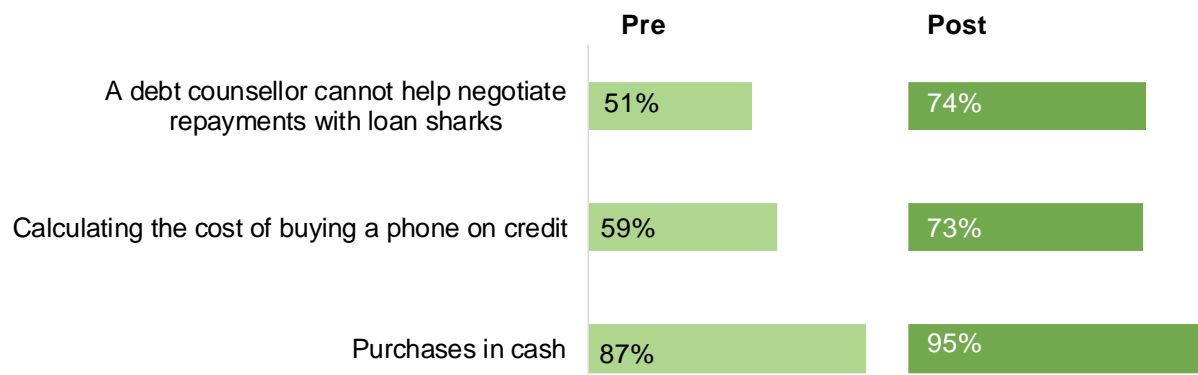 Pre Post
A debt counsellor cannot help negotiate
repayments with loan sharks
51% 74%
Calculating the cost of buying a phone on credit 59% 73%
Purchases in cash 87% 95%